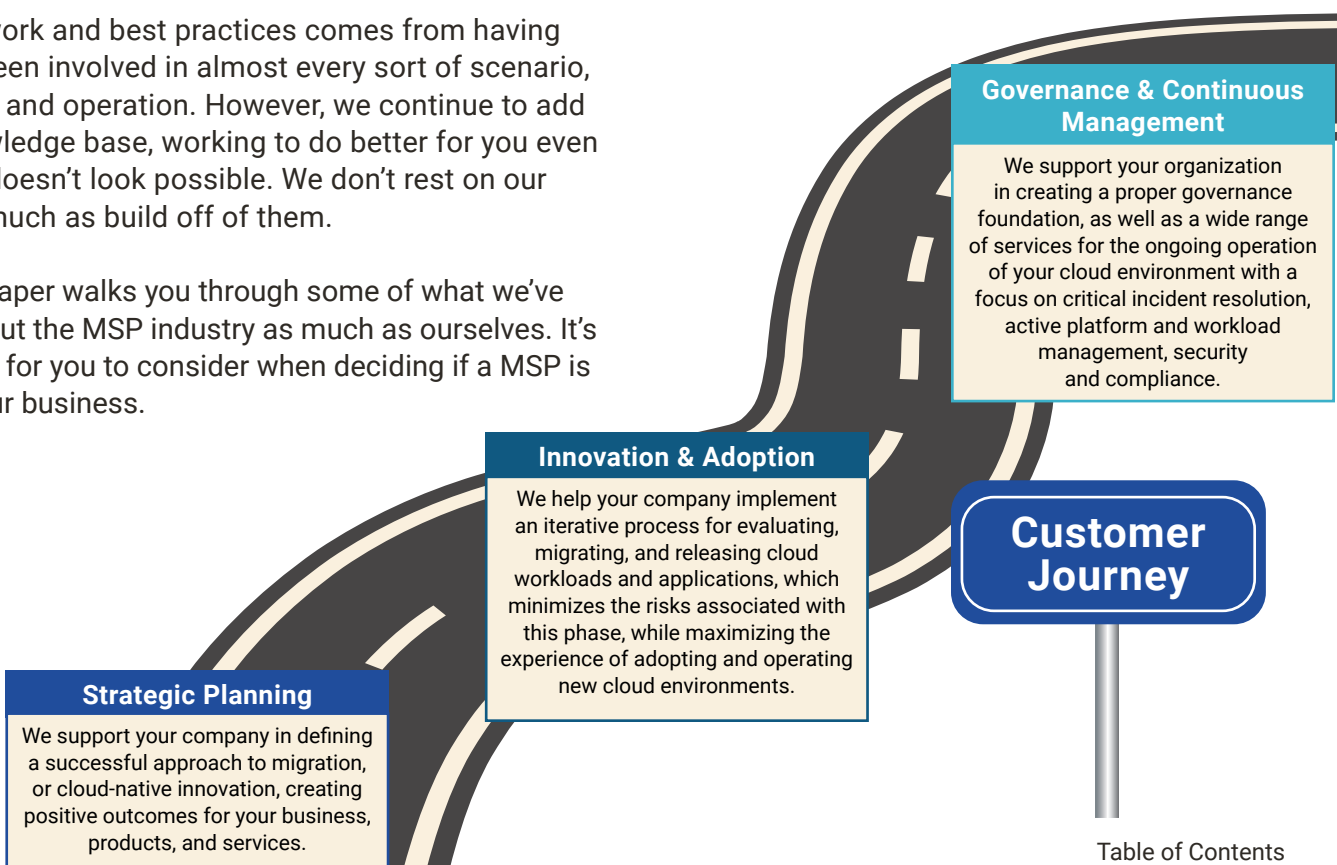 work and best practices comes from having
een involved in almost every sort of scenario,
and operation. However, we continue to add
wledge base, working to do better for you even
doesn’t look possible. We don’t rest on our
much as build off of them.
aper walks you through some of what we’ve
out the MSP industry as much as ourselves. It’s
for you to consider when deciding if a MSP is
ur business.
Governance & Continuous
Management
We support your organization
in creating a proper governance
foundation, as well as a wide range
of services for the ongoing operation
of your cloud environment with a
focus on critical incident resolution,
active platform and workload
management, security
and compliance.
Innovation & Adoption
We help your company implement
an iterative process for evaluating,
migrating, and releasing cloud
workloads and applications, which
minimizes the risks associated with
this phase, while maximizing the
experience of adopting and operating
new cloud environments.
Customer
Journey
Strategic Planning
We support your company in defining
a successful approach to migration,
or cloud-native innovation, creating
positive outcomes for your business,
products, and services.
Table of Contents